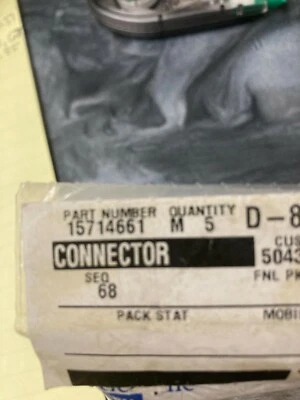 PART NUMBER QUANTITY D-8
15714661 M 5
CONNECTOR CUS
5043
SEQ FNL PK
68
PACK STAT MOBI